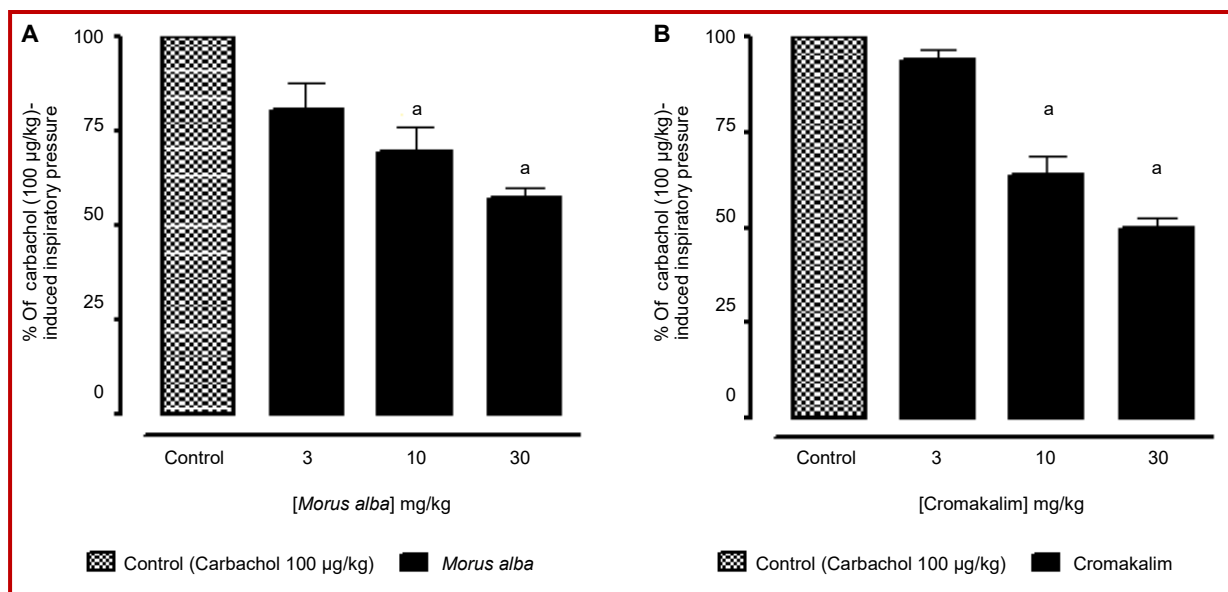 A
% Of carbachol (100 µg/kg)-
induced inspiratory pressure
100
75
50
25
0
a
a
Control
3
10
30
[Morus alba] mg/kg
Control (Carbachol 100 µg/kg)
Morus alba
B
% Of carbachol (100 µg/kg)-
induced inspiratory pressure
100
75
50
25
0
a
a
Control
3
10
30
[Cromakalim] mg/kg
Control (Carbachol 100 µg/kg)
Cromakalim